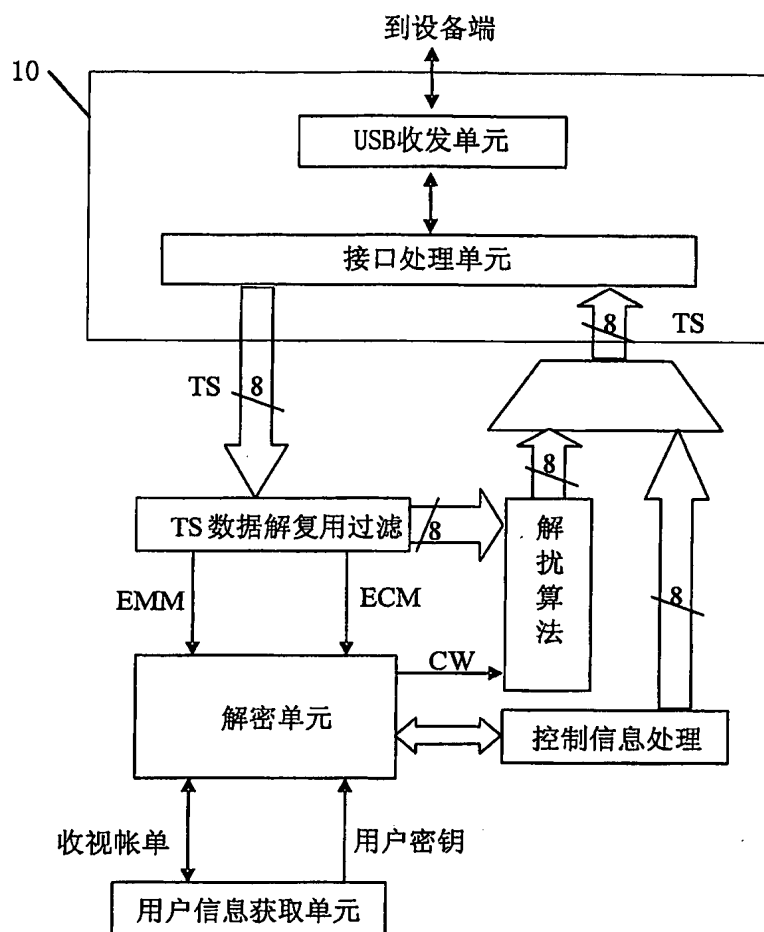 到设备端
10
USB收发单元
接口处理单元
8
TS
TS
8
8
TS数据解复用过滤
8
解扰算法
EMM
ECM
8
CW
解密单元
控制信息处理
收视帐单
用户密钥
用户信息获取单元